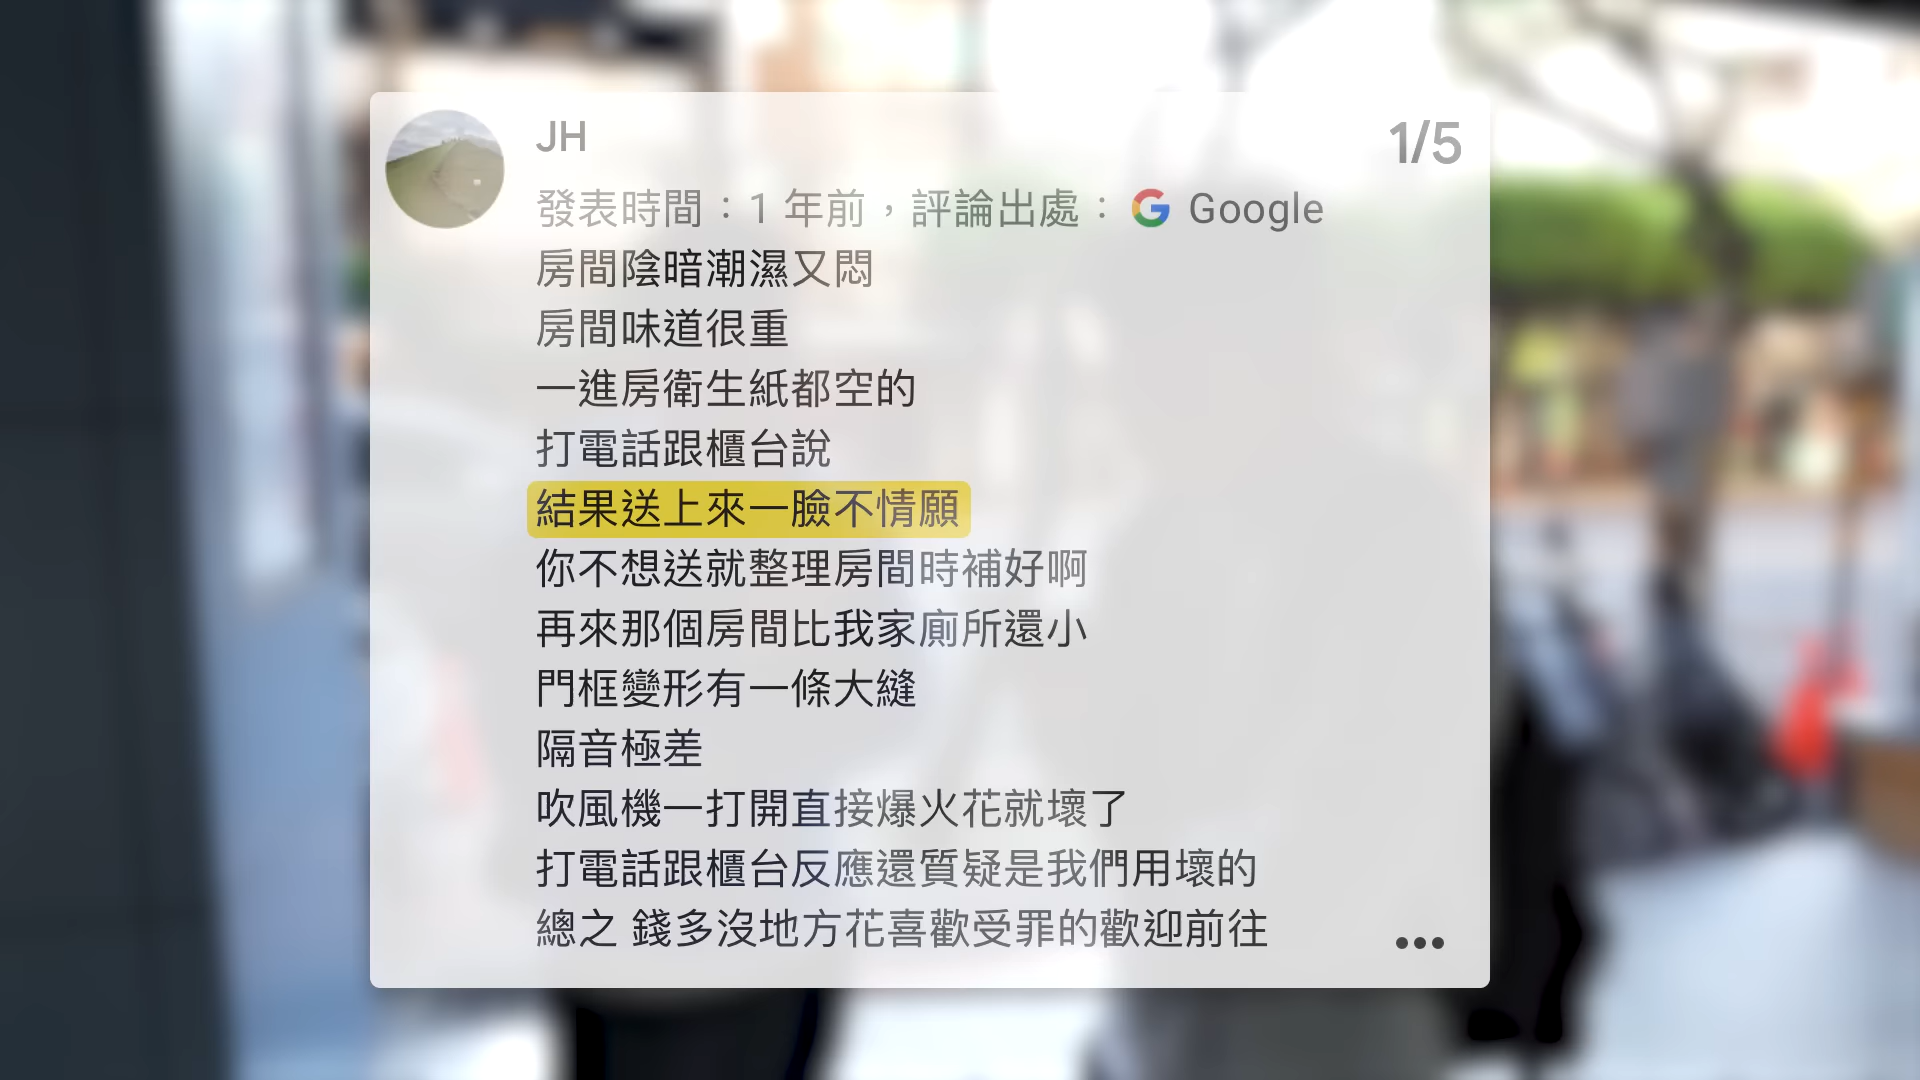 JH
1/5
發表時間：1 年前，評論出處： Google
房間陰暗潮濕又悶
房間味道很重
一進房衛生紙都空的
打電話跟櫃台說
結果送上來一臉不情願
你不想送就整理房間時補好啊
再來那個房間比我家廁所還小
門框變形有一條大縫
隔音極差
吹風機一打開直接爆火花就壞了
打電話跟櫃台反應還質疑是我們用壞的
總之 錢多沒地方花喜歡受罪的歡迎前往